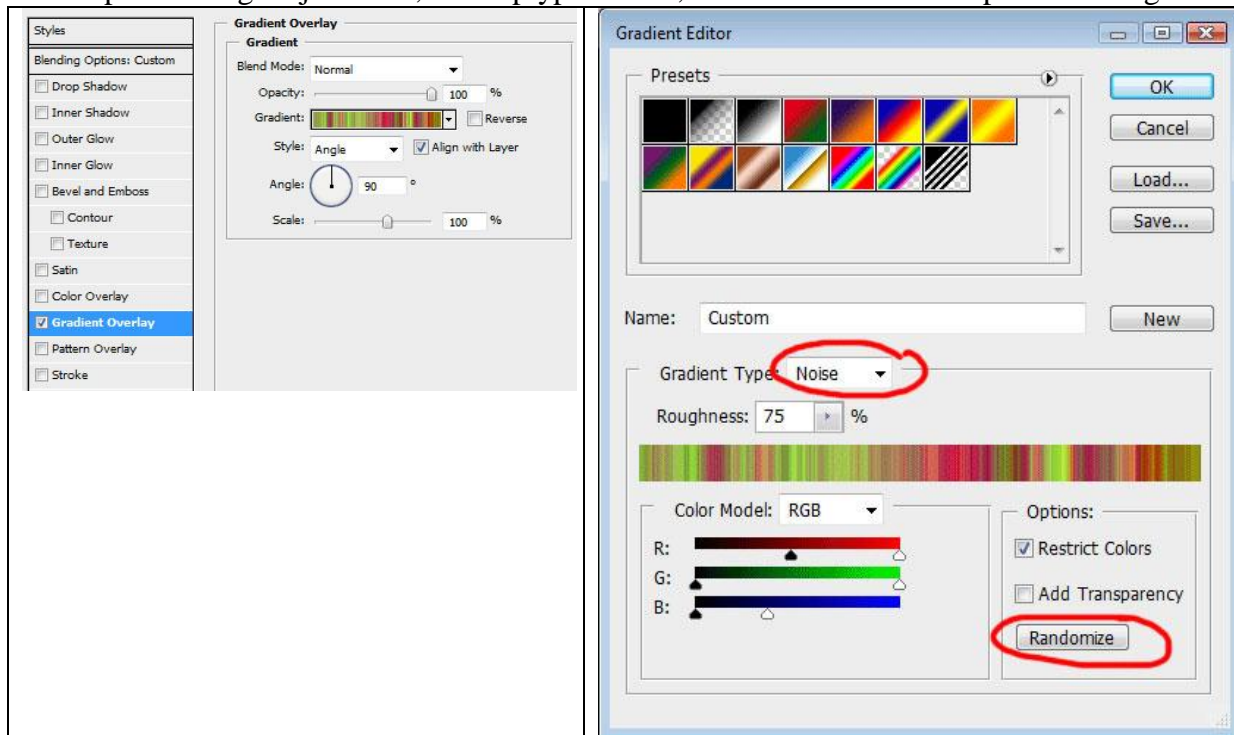 Styles
Blending Options: Custom
Drop Shadow
Inner Shadow
Outer Glow
Inner Glow
Bevel and Emboss
Contour
Texture
Satin
Color Overlay
Gradient Overlay
Pattern Overlay
Stroke
Gradient Overlay
Gradient
Blend Mode: Normal
Opacity: 100 %
Gradient: Reverse
Style: Angle Align with Layer
Angle: 90 °
Scale: 100 %
Gradient Editor
Presets
OK
Cancel
Load...
Save...
Name: Custom
New
Gradient Type: Noise
Roughness: 75 %
Color Model: RGB
R:
G:
B:
Options:
Restrict Colors
Add Transparency
Randomize